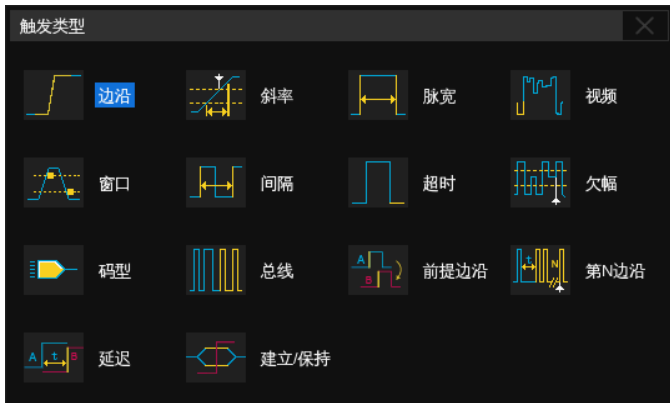 触发类型
边沿 斜率 脉宽 视频
窗口 间隔 超时 欠幅
码型 总线 A B 前提边沿 t N 第N边沿
A t B 延迟 建立/保持